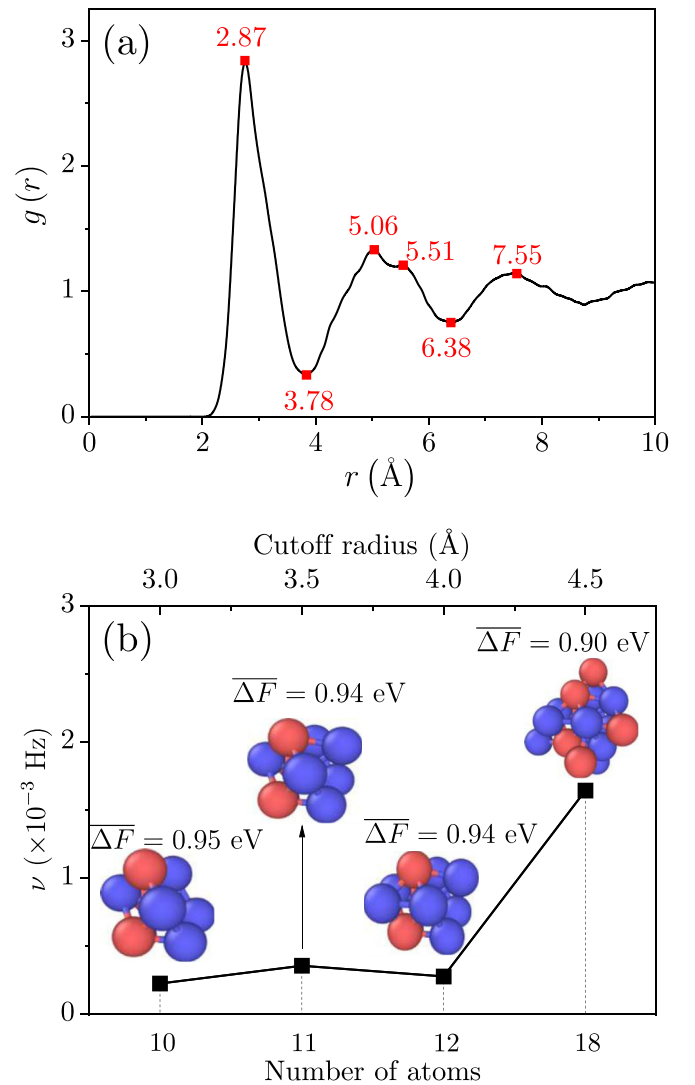 (a)
2.87
5.06
5.51
7.55
3.78
6.38
g (r)
3
2
1
0
0 2 4 6 8 10
r (Å)
Cutoff radius (Å)
3.0 3.5 4.0 4.5
(b)
ΔF̅ = 0.90 eV
ΔF̅ = 0.94 eV
ΔF̅ = 0.94 eV
ΔF̅ = 0.95 eV
ν (×10⁻³ Hz)
3
2
1
0
10 11 12 18
Number of atoms